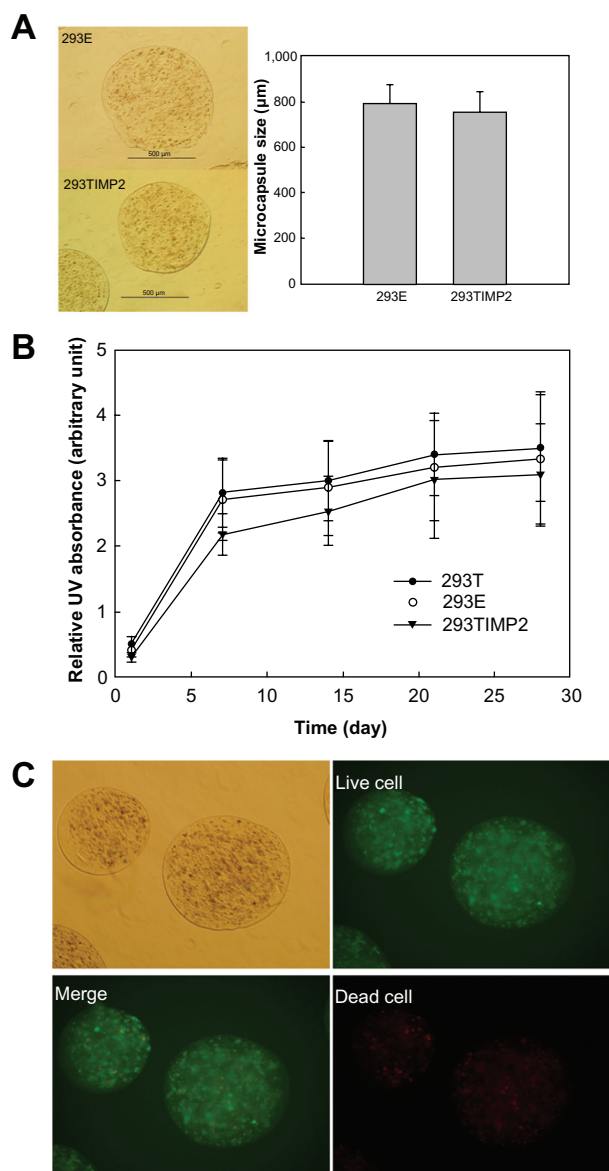 A
293E
500 µm
293TIMP2
500 µm
Microcapsule size (µm)
1,000
800
600
400
200
0
293E
293TIMP2
B
Relative UV absorbance (arbitrary unit)
5
4
3
2
1
0
293T
293E
293TIMP2
0
5
10
15
20
25
30
Time (day)
C
Live cell
Merge
Dead cell